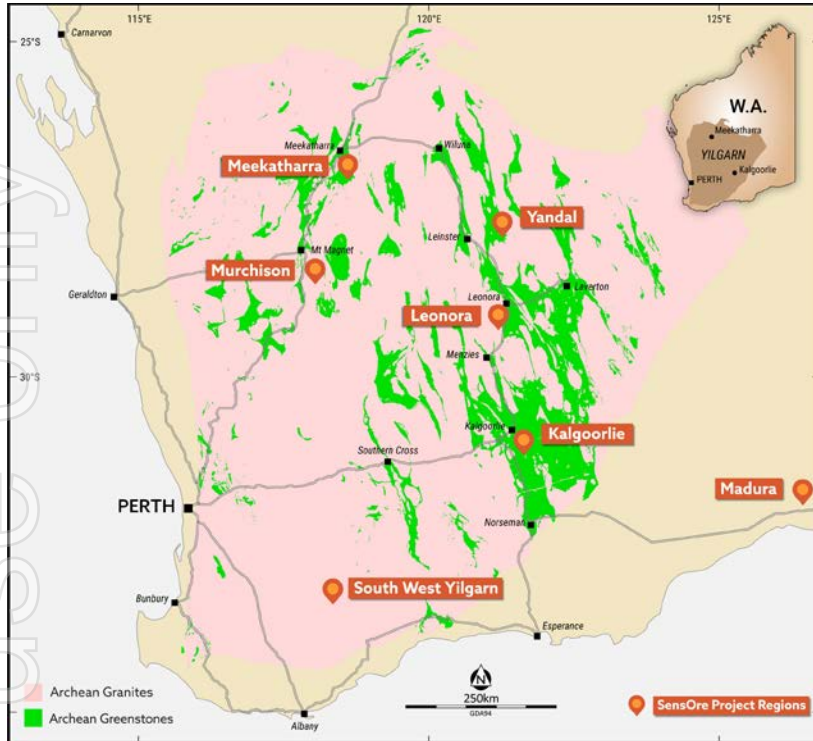 115°E
120°E
125°E
25°S
Carnarvon
W.A.
Meekatharra
YILGARN
Kalgoorlie
PERTH
Meekatharra
Wiluna
Meekatharra
Yandal
Leinster
Mt Magnet
Murchison
Geraldton
Laverton
Leonora
Leonora
Menzies
30°S
Kalgoorlie
Kalgoorlie
Southern Cross
Madura
PERTH
Norseman
South West Yilgarn
Bunbury
Esperance
Archean Granites
Archean Greenstones
N
250km
GDA94
SensOre Project Regions
Albany